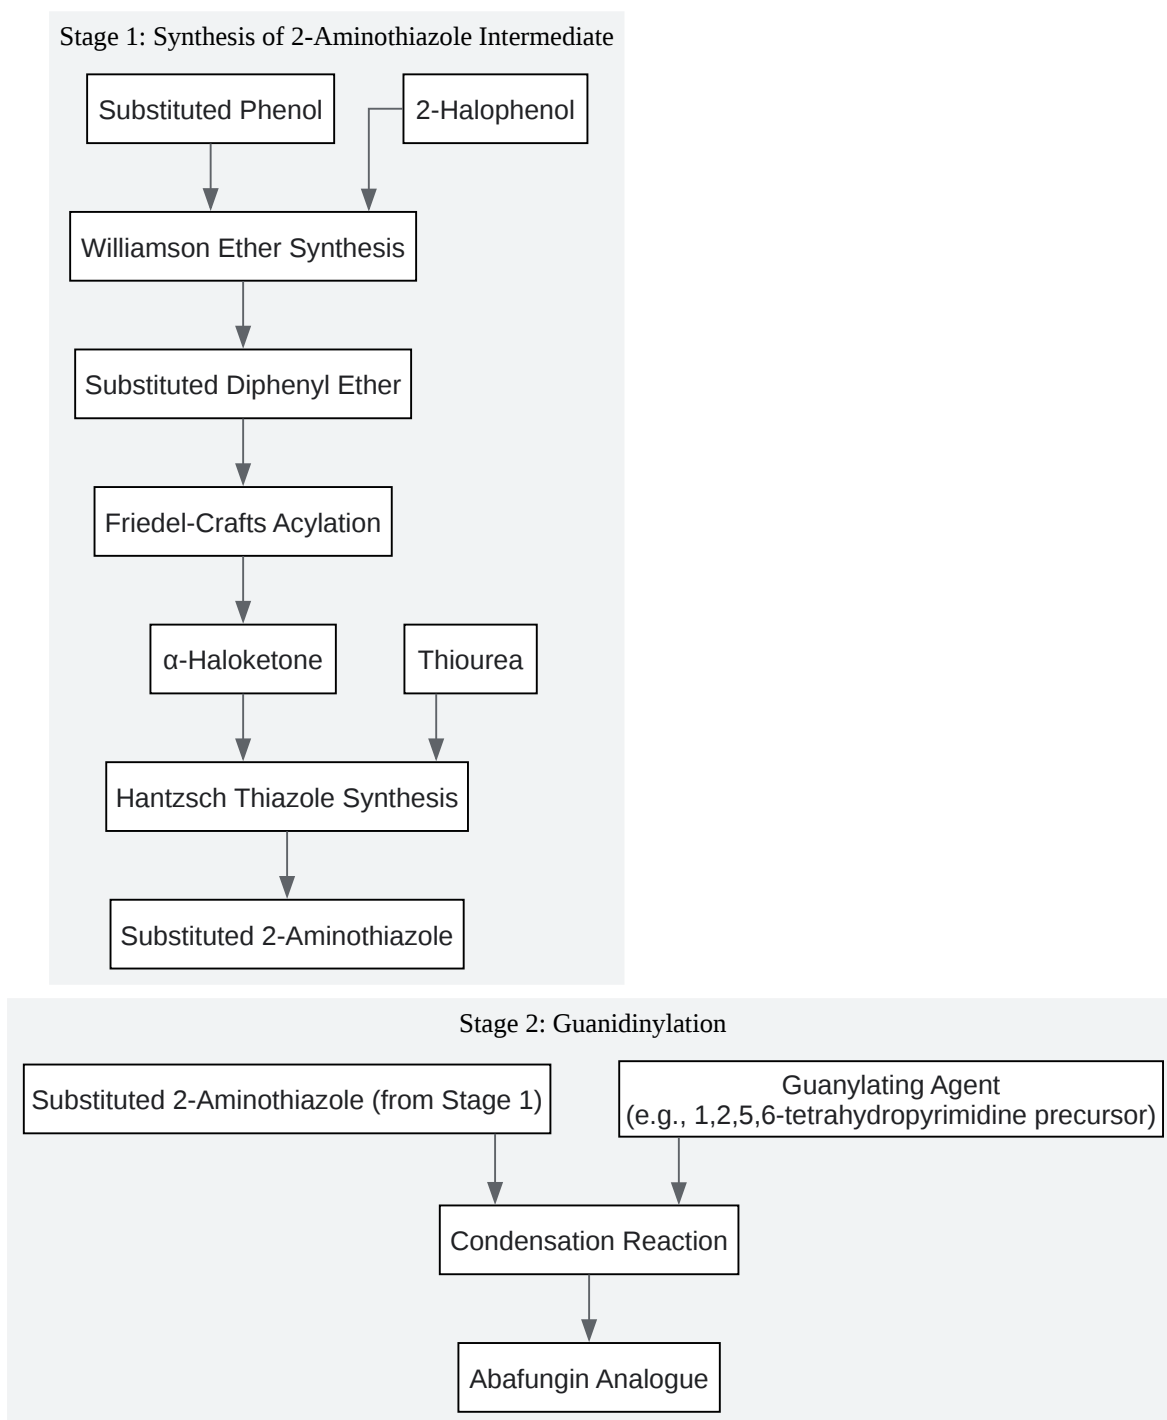 Stage 1: Synthesis of 2-Aminothiazole Intermediate
Substituted Phenol
2-Halophenol
Williamson Ether Synthesis
Substituted Diphenyl Ether
Friedel-Crafts Acylation
α-Haloketone
Thiourea
Hantzsch Thiazole Synthesis
Substituted 2-Aminothiazole
Stage 2: Guanidinylation
Substituted 2-Aminothiazole (from Stage 1)
Guanylating Agent
(e.g., 1,2,5,6-tetrahydropyrimidine precursor)
Condensation Reaction
Abafungin Analogue